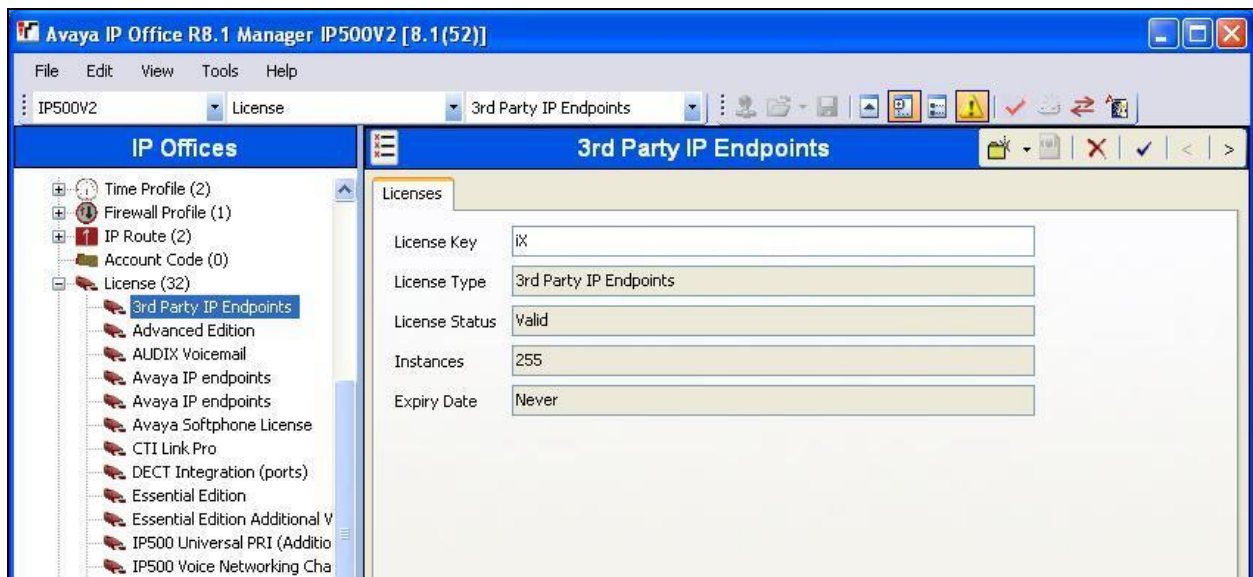 Avaya IP Office R8.1 Manager IP500V2 [8.1(52)]
File Edit View Tools Help
IP500V2 License 3rd Party IP Endpoints
IP Offices
3rd Party IP Endpoints
Time Profile (2)
Firewall Profile (1)
IP Route (2)
Account Code (0)
License (32)
3rd Party IP Endpoints
Advanced Edition
AUDIX Voicemail
Avaya IP endpoints
Avaya IP endpoints
Avaya Softphone License
CTI Link Pro
DECT Integration (ports)
Essential Edition
Essential Edition Additional V
IP500 Universal PRI (Additio
IP500 Voice Networking Cha
Licenses
License Key iX
License Type 3rd Party IP Endpoints
License Status Valid
Instances 255
Expiry Date Never